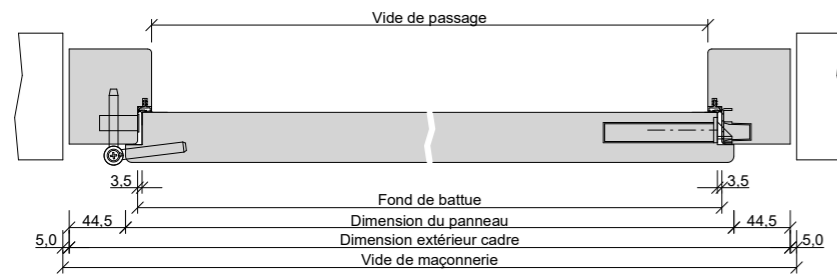 Vide de passage
3,5 3,5
Fond de battue
44,5 Dimension du panneau 44,5
5,0 Dimension extérieur cadre 5,0
Vide de maçonnerie